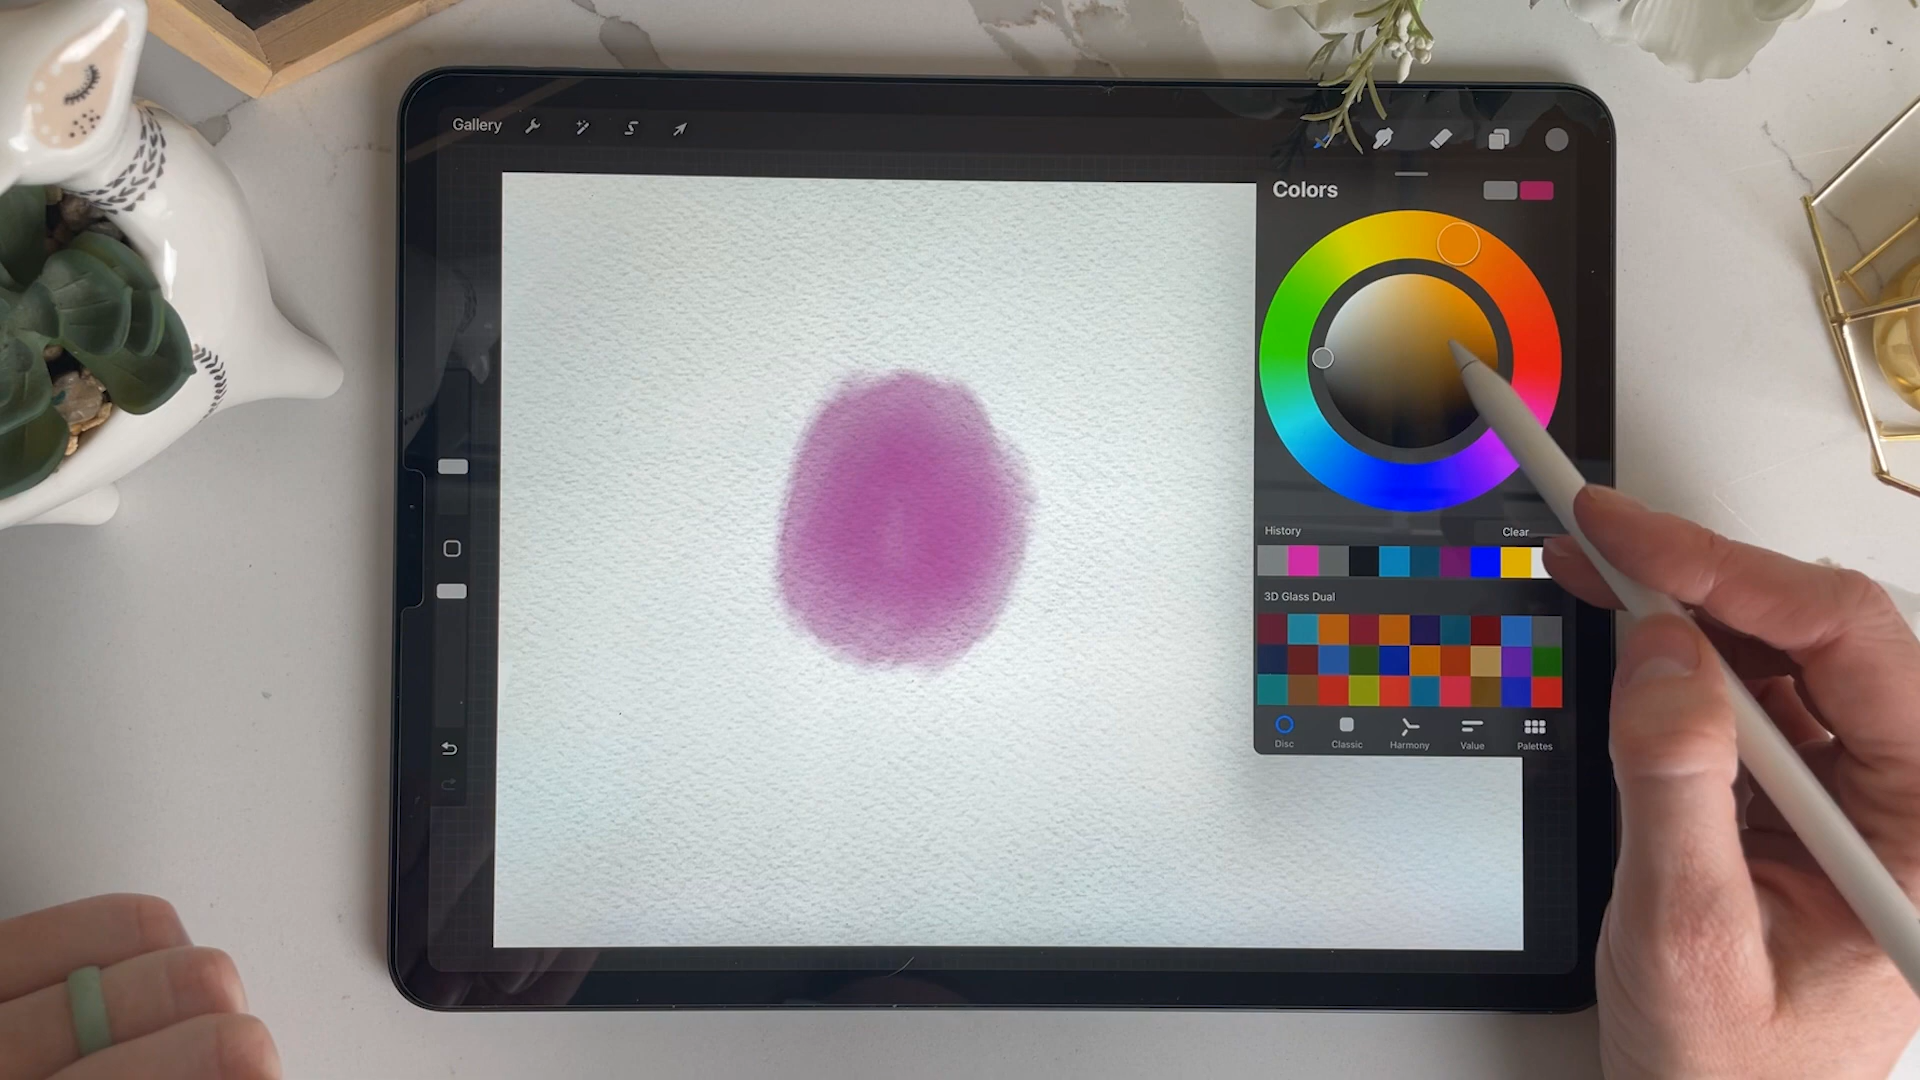 Gallery
Colors
History Clear
3D Glass Dual
Disc Classic Harmony Value Palettes